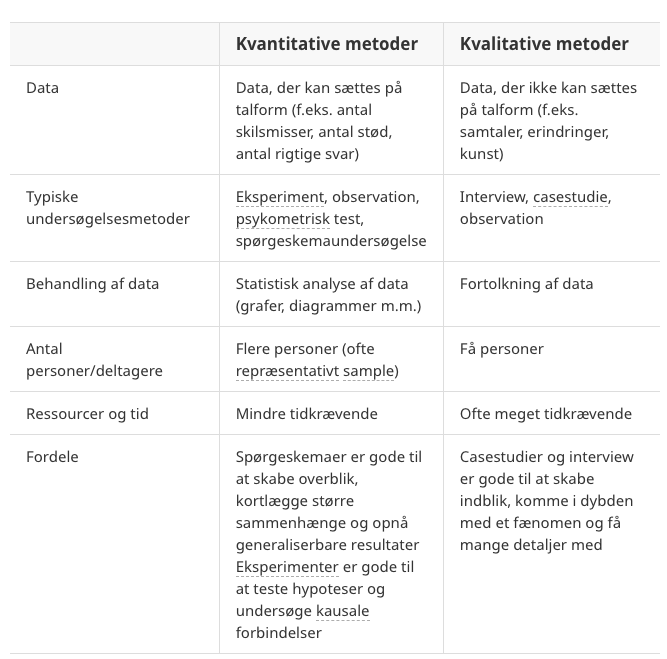 Kvantitative metoder
Kvalitative metoder
Data
Data, der kan sættes på
talform (f.eks. antal
skilsmisser, antal stød,
antal rigtige svar)
Data, der ikke kan sættes
på talform (f.eks.
samtaler, erindringer,
kunst)
Typiske
undersøgelsesmetoder
Eksperiment, observation,
psykometrisk test,
spørgeskemaundersøgelse
Interview, casestudie,
observation
Behandling af data
Statistisk analyse af data
(grafer, diagrammer m.m.)
Fortolkning af data
Antal
personer/deltagere
Flere personer (ofte
repræsentativt sample)
Få personer
Ressourcer og tid
Mindre tidkrævende
Ofte meget tidkrævende
Fordele
Spørgeskemaer er gode til
at skabe overblik,
kortlægge større
sammenhænge og opnå
generaliserbare resultater
Eksperimenter er gode til
at teste hypoteser og
undersøge kausale
forbindelser
Casestudier og interview
er gode til at skabe
indblik, komme i dybden
med et fænomen og få
mange detaljer med